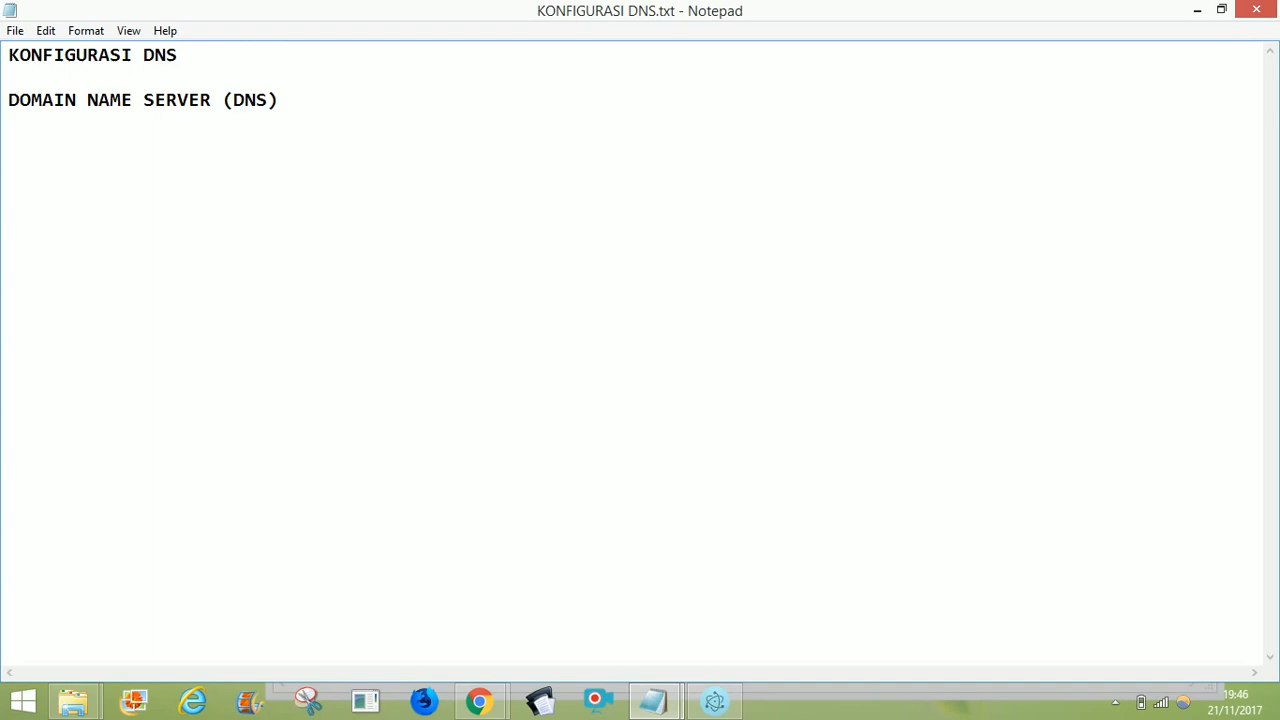 KONFIGURASI DNS.txt - Notepad
File Edit Format View Help
KONFIGURASI DNS
DOMAIN NAME SERVER (DNS)
19:46
21/11/2017